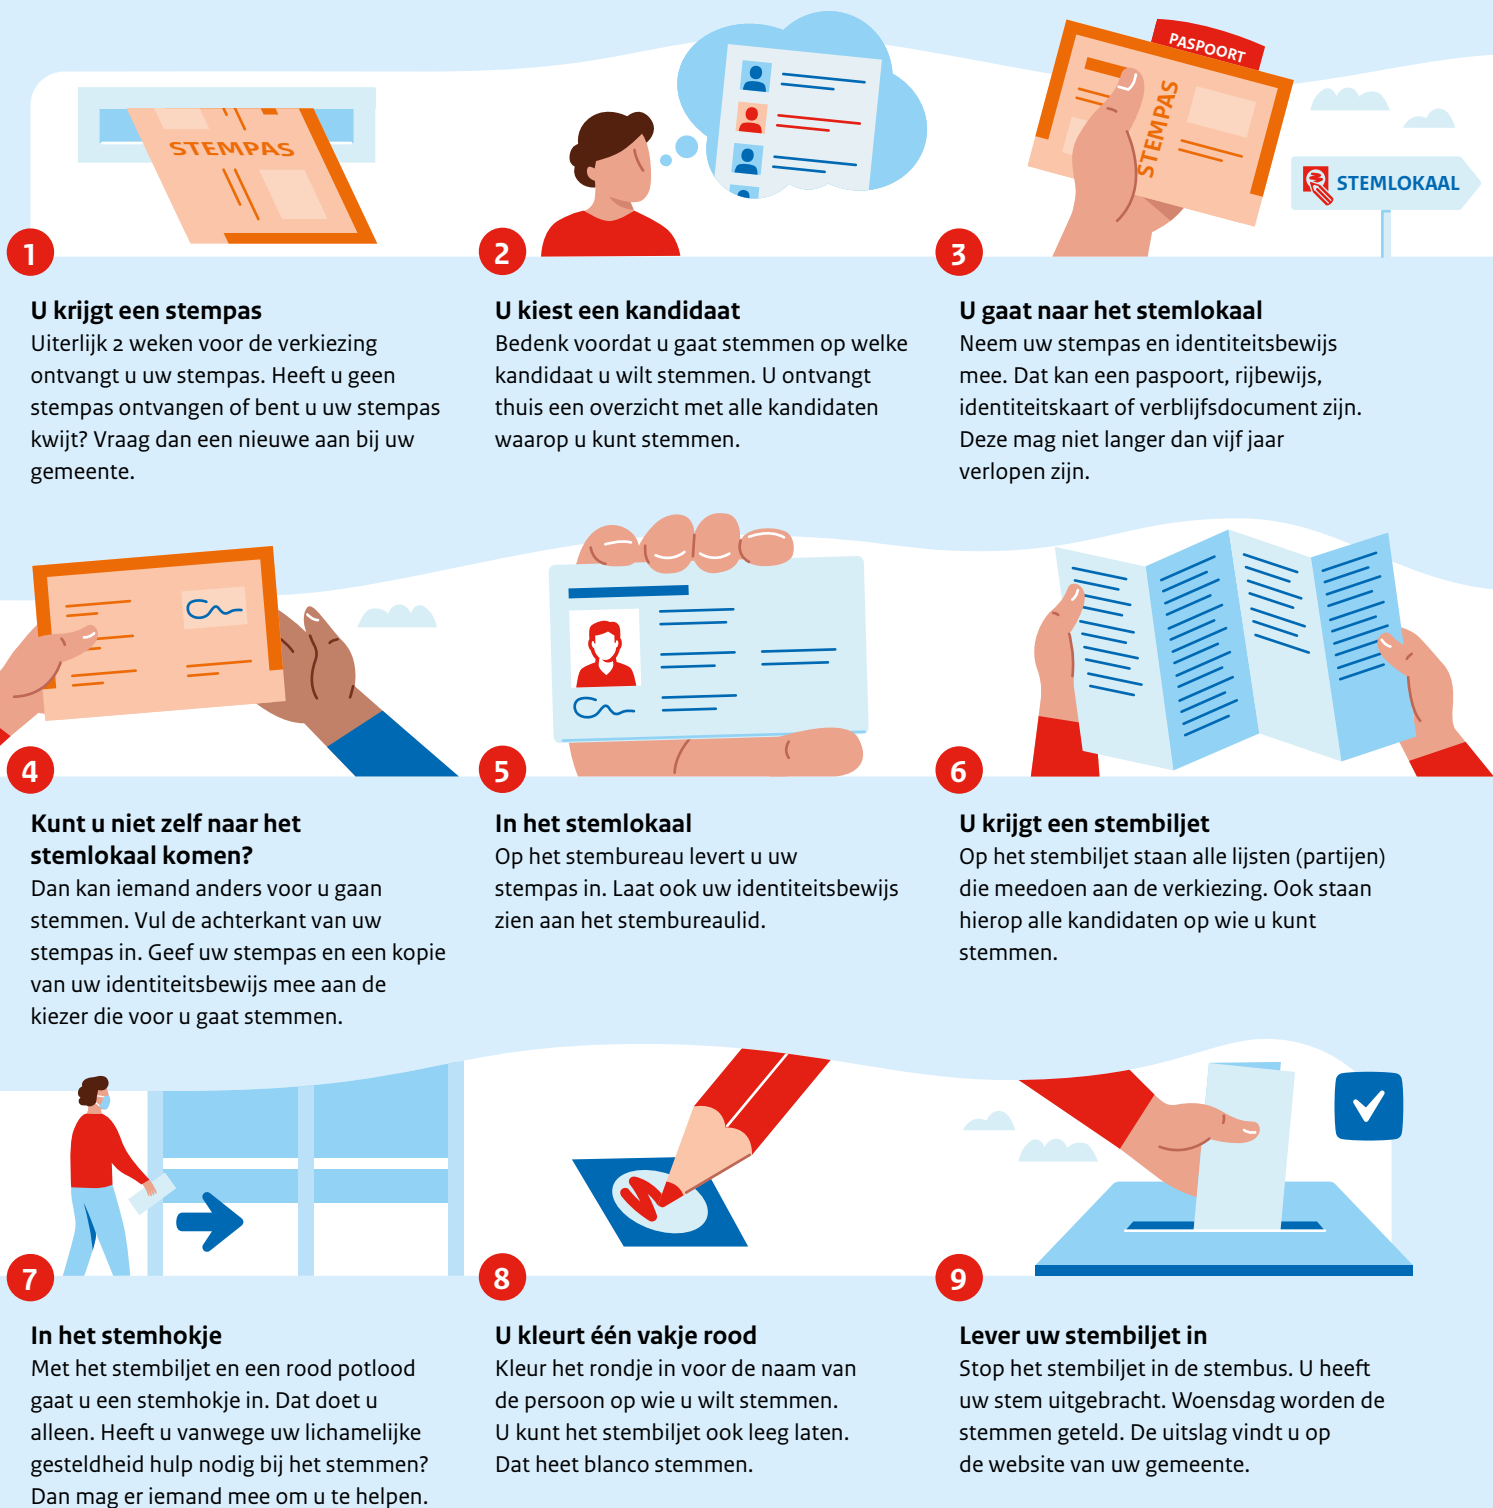 STEMPAS
PASPOORT
STEMPAS
STEMLOKAAL
1
U krijgt een stempas
Uiterlijk 2 weken voor de verkiezing
ontvangt u uw stempas. Heeft u geen
stempas ontvangen of bent u uw stempas
kwijt? Vraag dan een nieuwe aan bij uw
gemeente.
2
U kiest een kandidaat
Bedenk voordat u gaat stemmen op welke
kandidaat u wilt stemmen. U ontvangt
thuis een overzicht met alle kandidaten
waarop u kunt stemmen.
3
U gaat naar het stemlokaal
Neem uw stempas en identiteitsbewijs
mee. Dat kan een paspoort, rijbewijs,
identiteitskaart of verblijfsdocument zijn.
Deze mag niet langer dan vijf jaar
verlopen zijn.
4
Kunt u niet zelf naar het
stemlokaal komen?
Dan kan iemand anders voor u gaan
stemmen. Vul de achterkant van uw
stempas in. Geef uw stempas en een kopie
van uw identiteitsbewijs mee aan de
kiezer die voor u gaat stemmen.
5
In het stemlokaal
Op het stembureau levert u uw
stempas in. Laat ook uw identiteitsbewijs
zien aan het stembureaulid.
6
U krijgt een stembiljet
Op het stembiljet staan alle lijsten (partijen)
die meedoen aan de verkiezing. Ook staan
hierop alle kandidaten op wie u kunt
stemmen.
7
In het stemhokje
Met het stembiljet en een rood potlood
gaat u een stemhokje in. Dat doet u
alleen. Heeft u vanwege uw lichamelijke
gesteldheid hulp nodig bij het stemmen?
Dan mag er iemand mee om u te helpen.
8
U kleurt één vakje rood
Kleur het rondje in voor de naam van
de persoon op wie u wilt stemmen.
U kunt het stembiljet ook leeg laten.
Dat heet blanco stemmen.
9
Lever uw stembiljet in
Stop het stembiljet in de stembus. U heeft
uw stem uitgebracht. Woensdag worden de
stemmen geteld. De uitslag vindt u op
de website van uw gemeente.